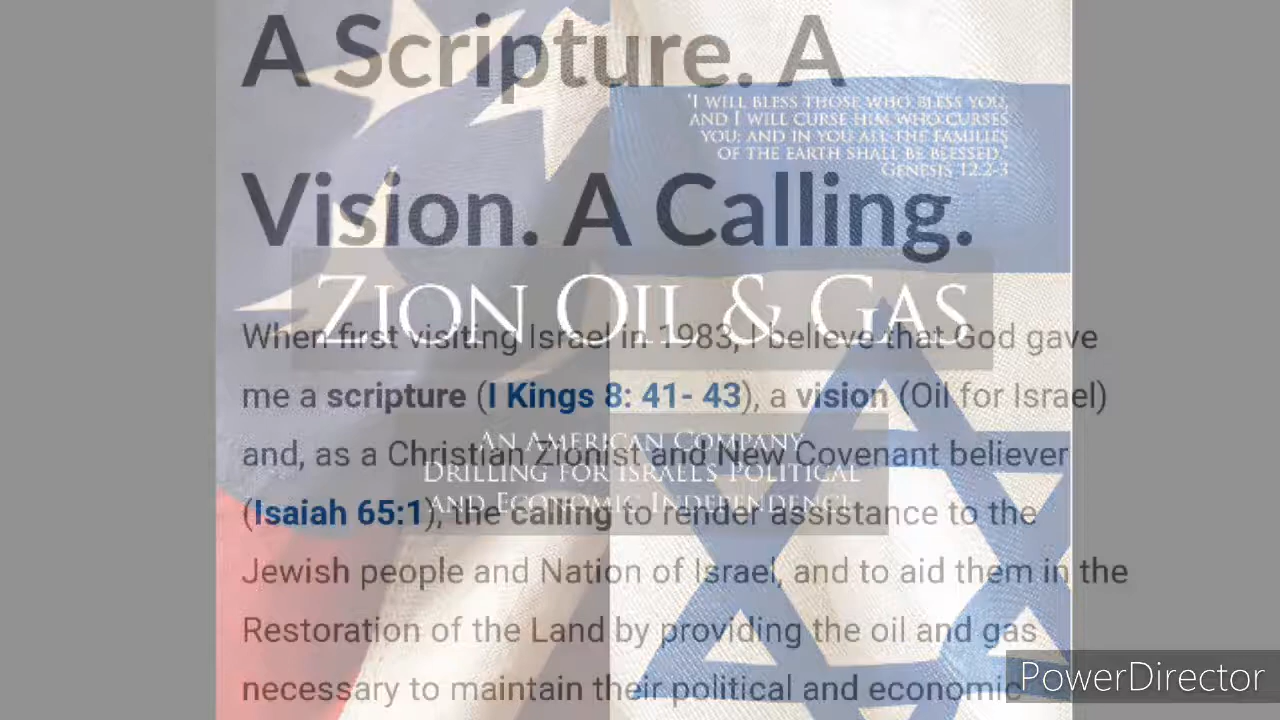 A Scripture. A
'I WILL BLESS THOSE WHO BLESS YOU,
AND I WILL CURSE HIM WHO CURSES
YOU; AND IN YOU ALL THE FAMILIES
OF THE EARTH SHALL BE BLESSED.'
GENESIS 12:2-3
Vision. A Calling.
ZION OIL & GAS
When first visiting Israel in 1983, I believe that God gave
me a scripture (I Kings 8: 41- 43), a vision (Oil for Israel)
AN AMERICAN COMPANY
and, as a Christian Zionist and New Covenant believer
DRILLING FOR ISRAEL'S POLITICAL
AND ECONOMIC INDEPENDENCE
(Isaiah 65:1), the calling to render assistance to the
Jewish people and Nation of Israel, and to aid them in the
Restoration of the Land by providing the oil and gas
necessary to maintain their political and economic
PowerDirector